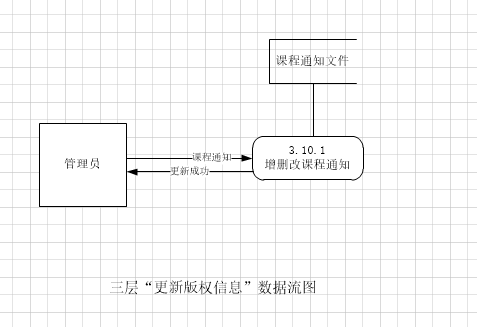 课程通知文件
3.10.1
增删改课程通知
管理员
课程通知
更新成功
三层“更新版权信息”数据流图